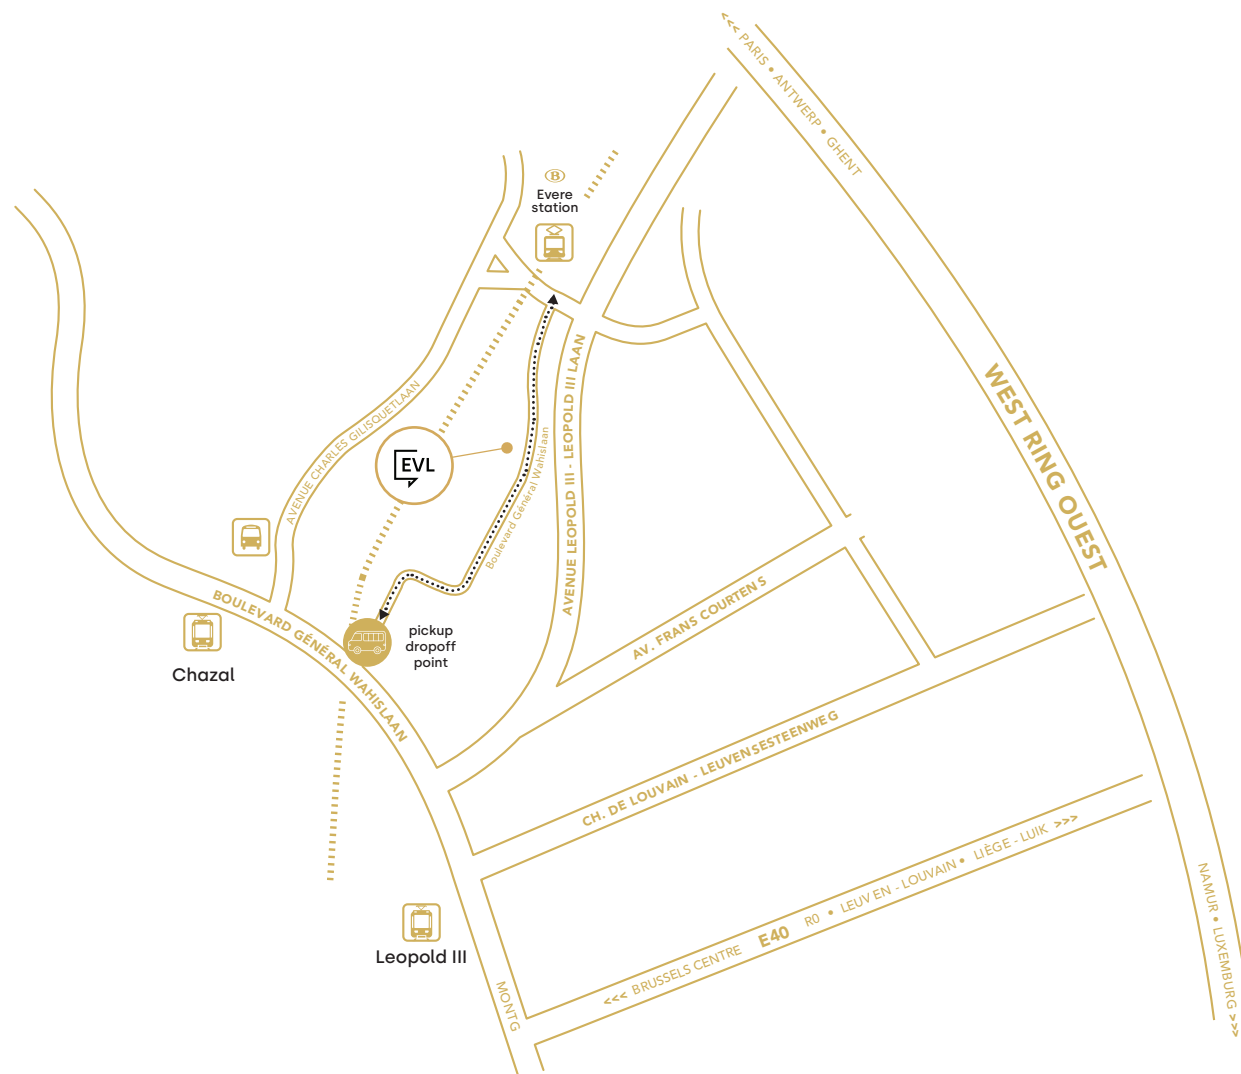 <<< PARIS • ANTWERP • GHENT
B
Evere
station
WEST RING OUEST
AVENUE CHARLES GILISQUETLAAN
AVENUE LEOPOLD III - LEOPOLD III LAAN
EVL
Boulevard Général Wahislaan
BOULEVARD GÉNÉRAL WAHISLAAN
Chazal
pickup
dropoff
point
AV. FRANS COURTENS
CH. DE LOUVAIN - LEUVENSESTEENWEG
<<< BRUSSELS CENTRE E40 R0 • LEUVEN - LOUVAIN • LIÈGE - LUIK >>>
NAMUR • LUXEMBURG >>>
Leopold III
MONTG